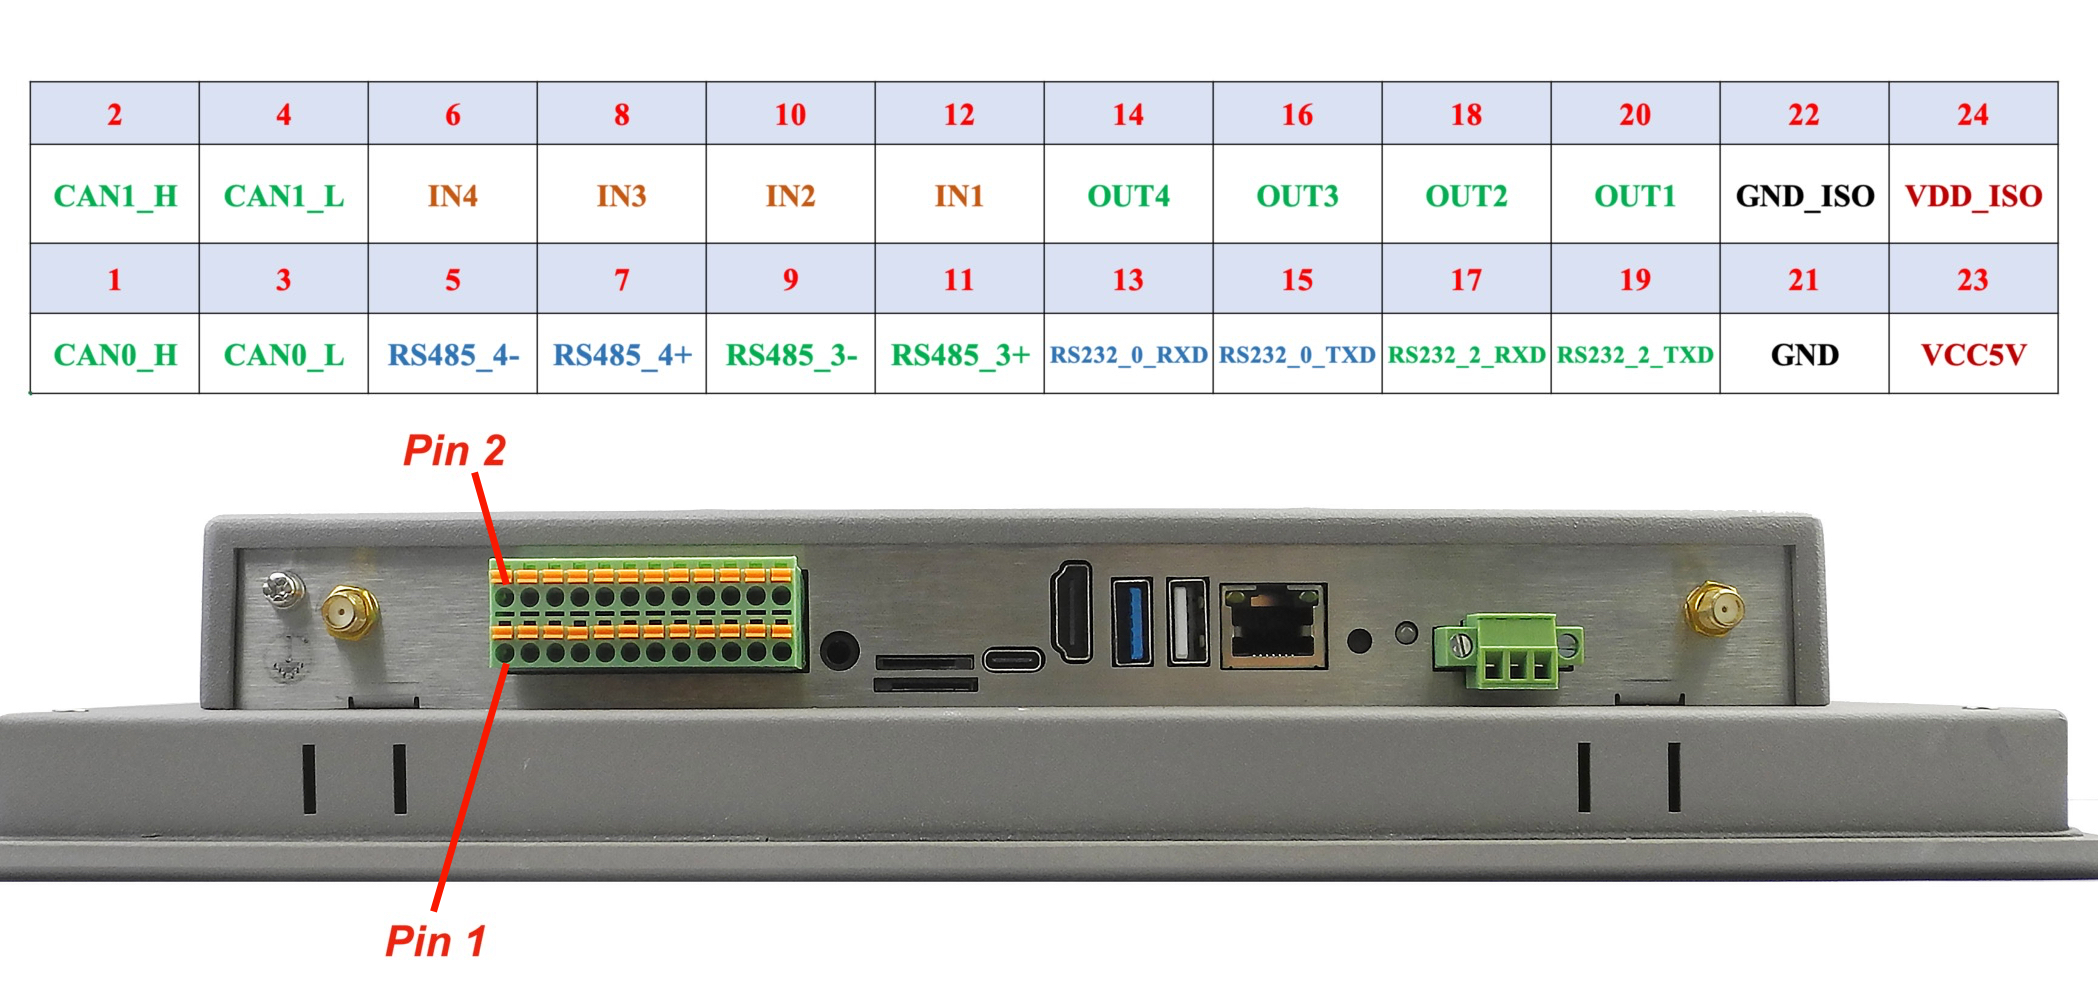 2 4 6 8 10 12 14 16 18 20 22 24
CAN1_H CAN1_L IN4 IN3 IN2 IN1 OUT4 OUT3 OUT2 OUT1 GND_ISO VDD_ISO
1 3 5 7 9 11 13 15 17 19 21 23
CAN0_H CAN0_L RS485_4- RS485_4+ RS485_3- RS485_3+ RS232_0_RXD RS232_0_TXD RS232_2_RXD RS232_2_TXD GND VCC5V
Pin 2
Pin 1